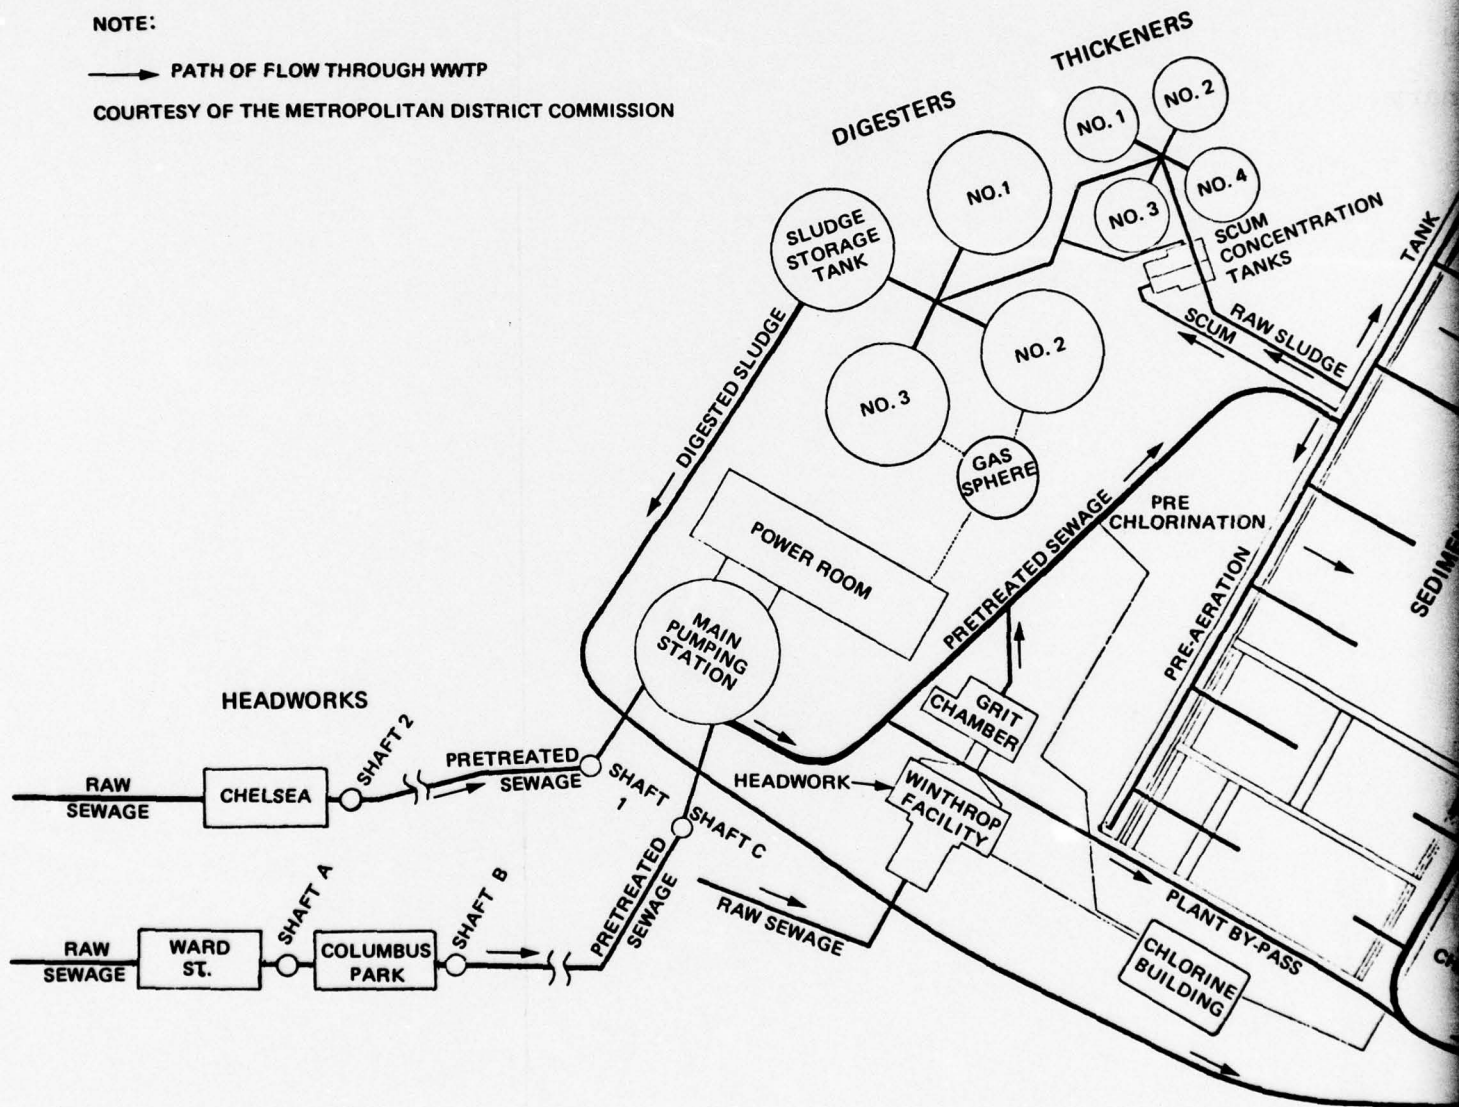 NOTE:
PATH OF FLOW THROUGH WWTP
COURTESY OF THE METROPOLITAN DISTRICT COMMISSION
THICKENERS
NO. 1
NO. 2
NO. 3
NO. 4
DIGESTERS
NO. 1
NO. 2
NO. 3
SLUDGE
STORAGE
TANK
SCUM
CONCENTRATION
TANKS
TANK
RAW SLUDGE
SCUM
DIGESTED SLUDGE
GAS
SPHERE
POWER ROOM
PRETREATED SEWAGE
PRE
CHLORINATION
PRE-AERATION
MAIN
PUMPING
STATION
GRIT
CHAMBER
HEADWORK
WINTHROP
FACILITY
HEADWORKS
RAW
SEWAGE
CHELSEA
SHAFT 2
PRETREATED
SEWAGE
SHAFT
1
SHAFT C
RAW
SEWAGE
WARD
ST.
SHAFT A
COLUMBUS
PARK
SHAFT B
PRETREATED
SEWAGE
RAW SEWAGE
PLANT BY-PASS
CHLORINE
BUILDING